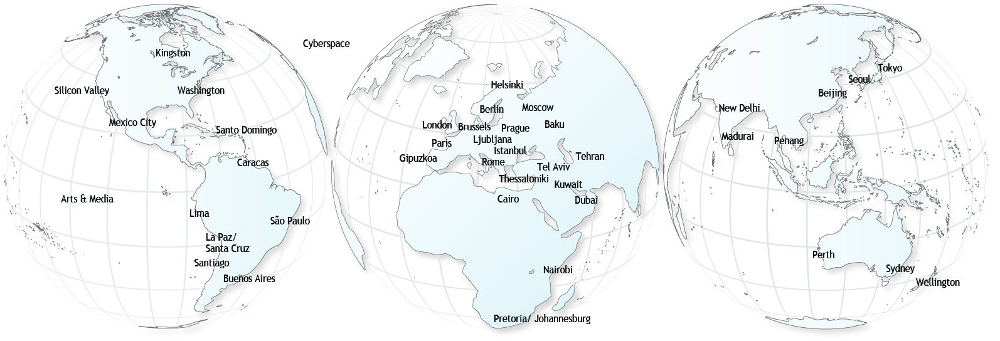 Cyberspace
Kingston
Silicon Valley
Washington
Mexico City
Santo Domingo
Caracas
Arts & Media
Lima
São Paulo
La Paz/
Santa Cruz
Santiago
Buenos Aires
Helsinki
Berlin
Moscow
London
Brussels
Prague
Baku
Ljubljana
Paris
Istanbul
Gipuzkoa
Rome
Tehran
Tel Aviv
Thessaloniki
Kuwait
Cairo
Dubai
Nairobi
Pretoria/ Johannesburg
Tokyo
Seoul
Beijing
New Delhi
Madurai
Penang
Perth
Sydney
Wellington